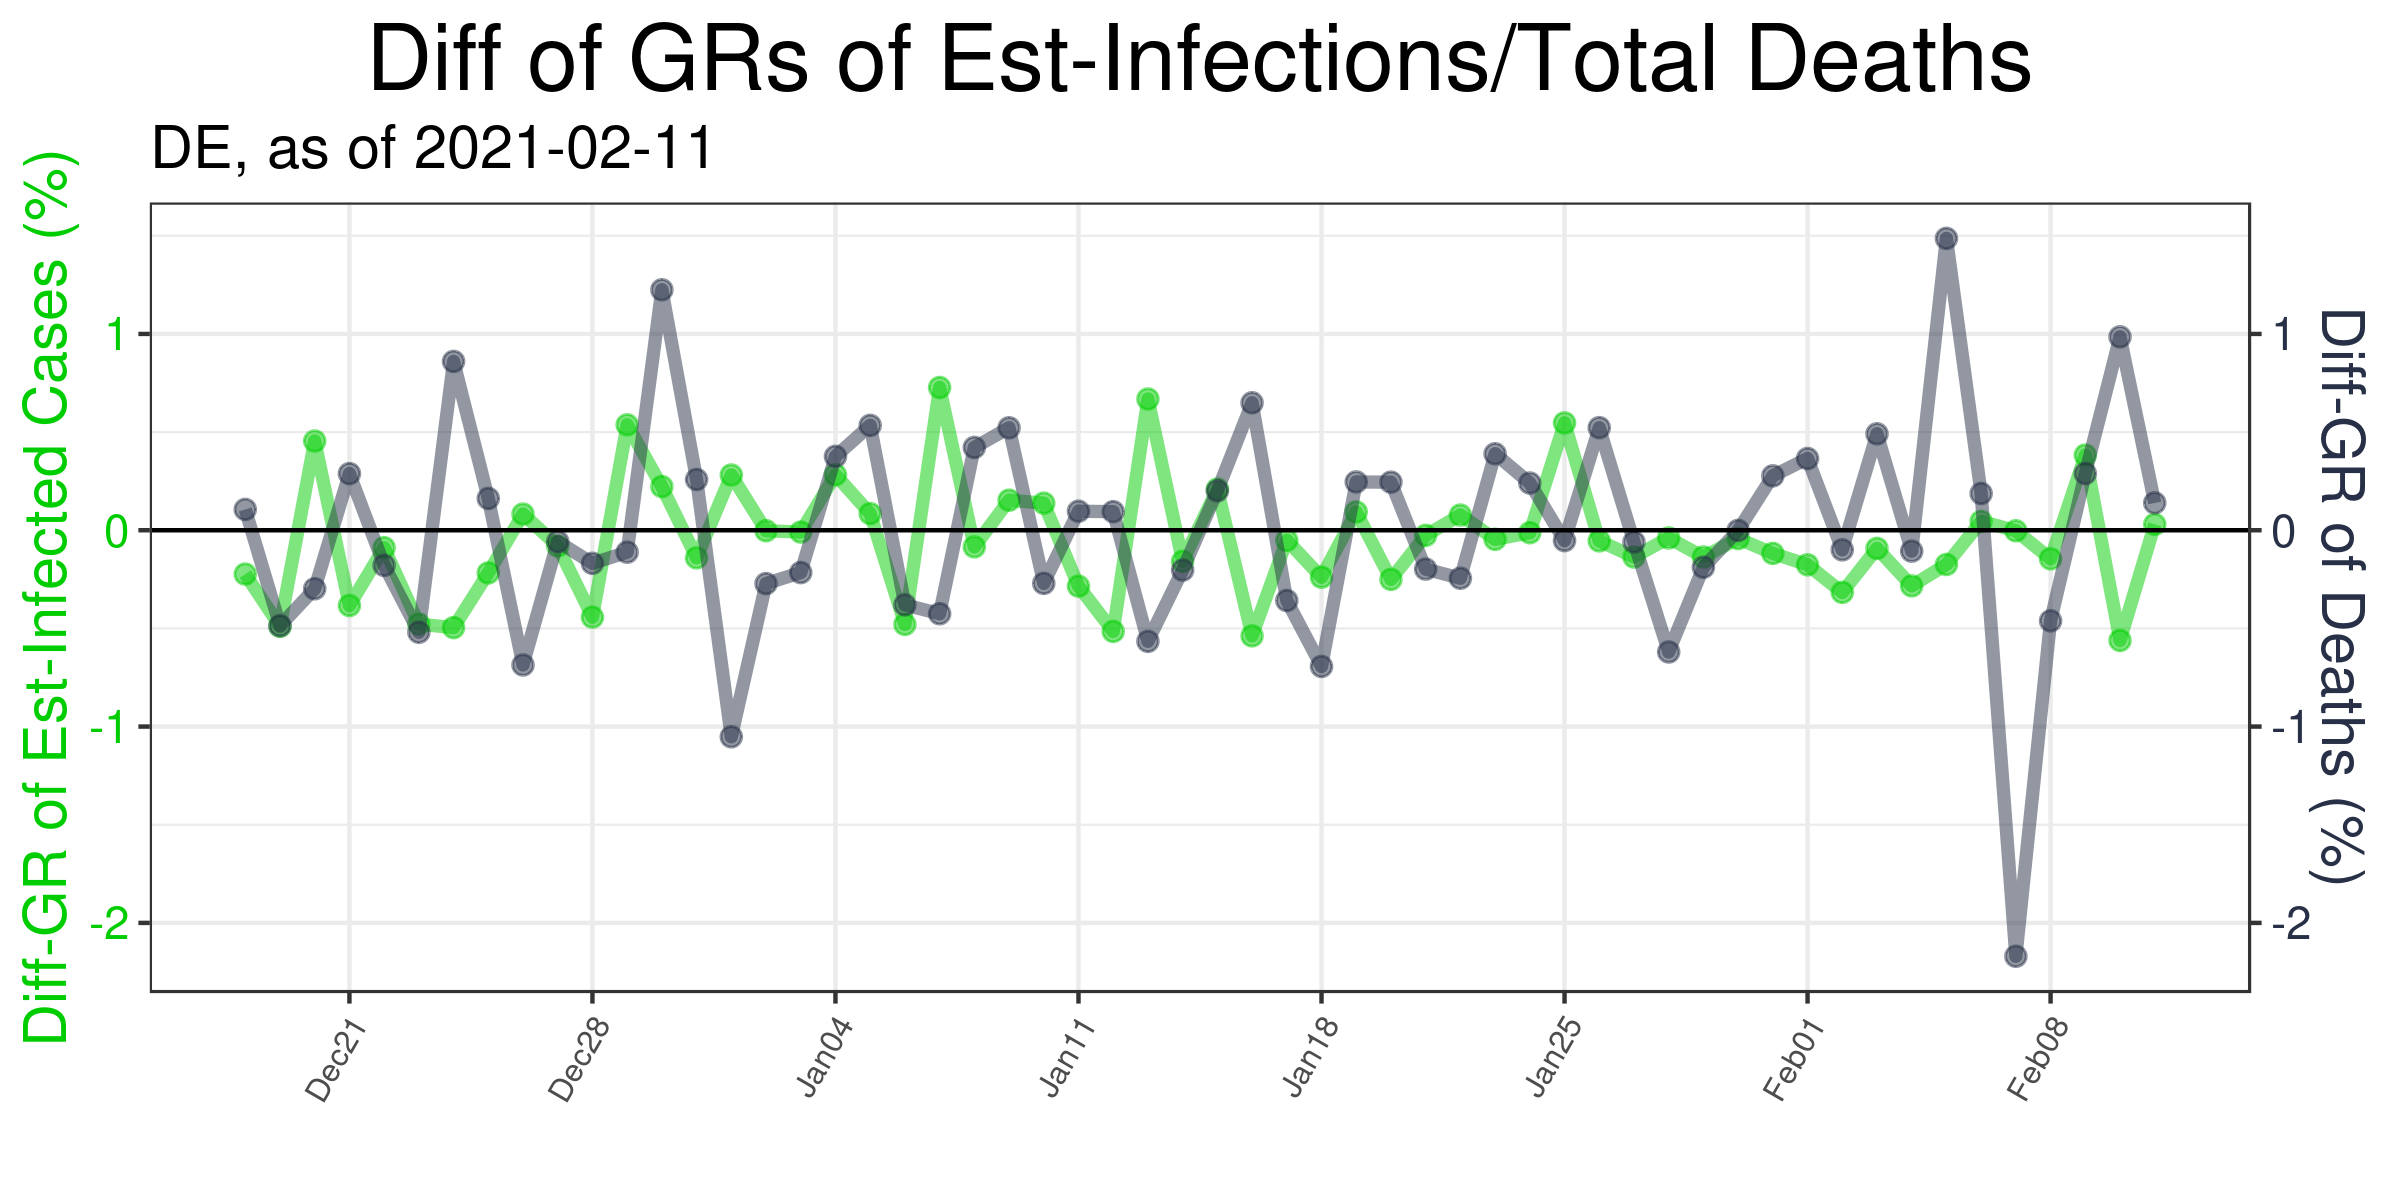 Diff of GRs of Est-Infections/Total Deaths
DE, as of 2021-02-11
Diff-GR of Est-Infected Cases (%)
1
0
-1
-2
1
0
-1
-2
Diff-GR of Deaths (%)
Dec21
Dec28
Jan04
Jan11
Jan18
Jan25
Feb01
Feb08